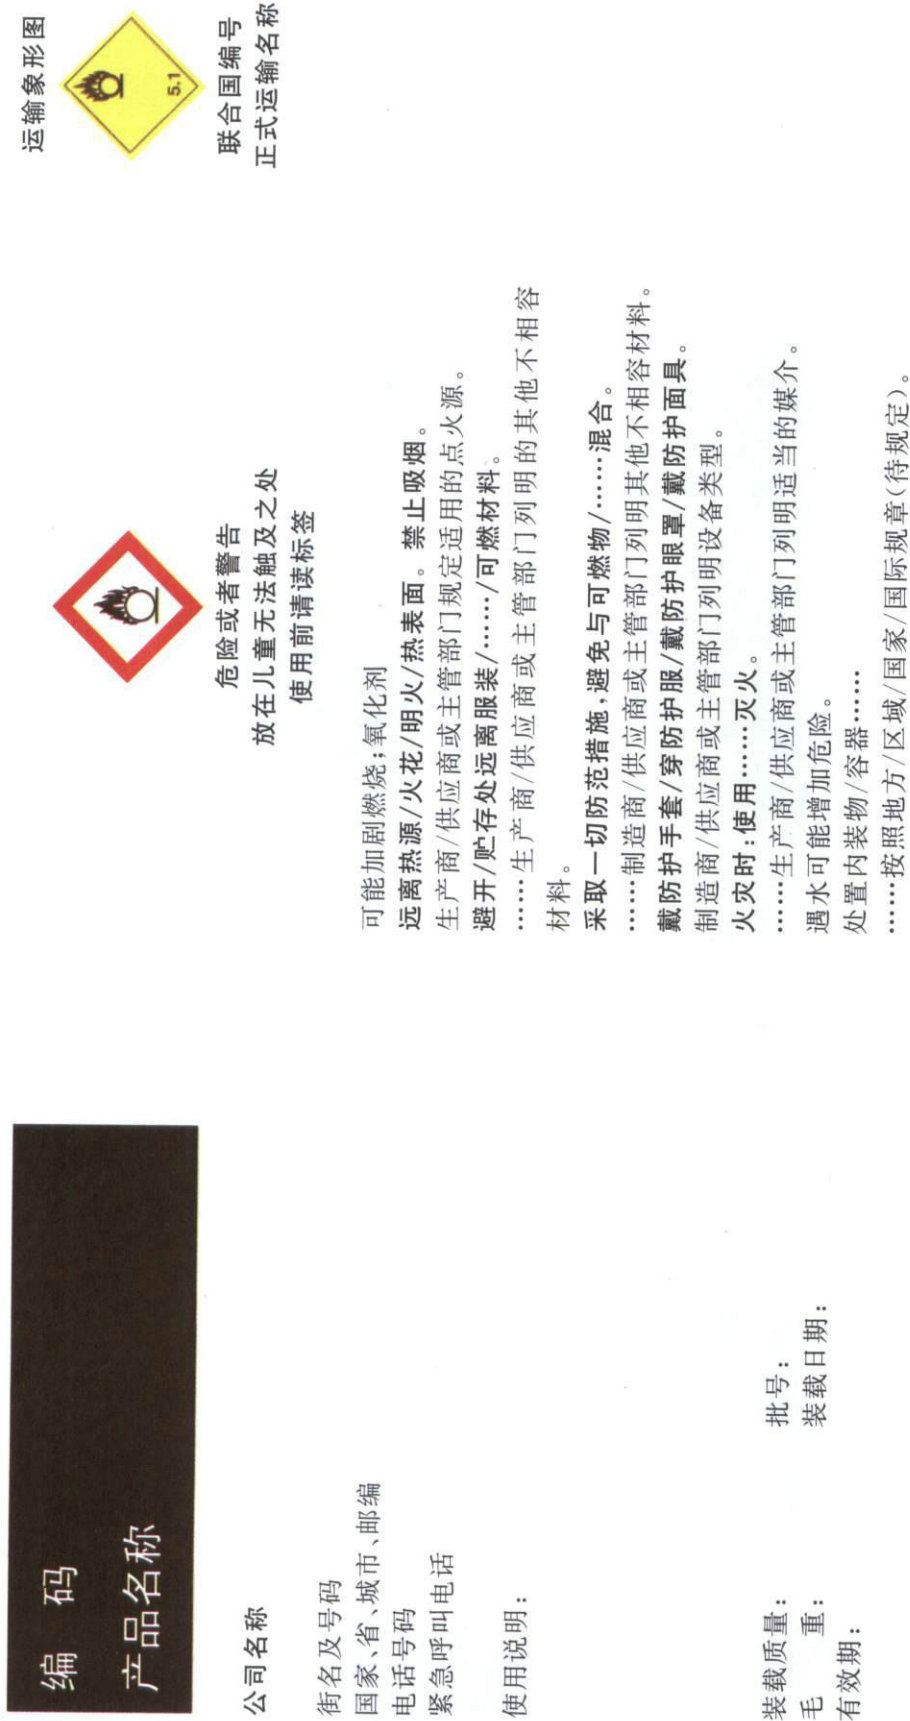 编 码
产品名称
公司名称
街名及号码
国家、省、城市、邮编
电话号码
紧急呼叫电话
使用说明：
装载质量：
批号：
毛 重：
装载日期：
有效期：
危险或者警告
放在儿童无法触及之处
使用前请读标签
可能加剧燃烧；氧化剂
远离热源/火花/明火/热表面。禁止吸烟。
生产商/供应商或主管部门规定适用的点火源。
避开/贮存处远离服装/……/可燃材料。
……生产商/供应商或主管部门列明的其他不相容
材料。
采取一切防范措施，避免与可燃物/……混合。
……制造商/供应商或主管部门列明其他不相容材料。
戴防护手套/穿防护服/戴防护眼罩/戴防护面具。
制造商/供应商或主管部门列明设备类型。
火灾时：使用……灭火。
……生产商/供应商或主管部门列明适当的媒介。
遇水可能增加危险。
处置内装物/容器……
……按照地方/区域/国家/国际规章（待规定）。
运输象形图
5.1
联合国编号
正式运输名称